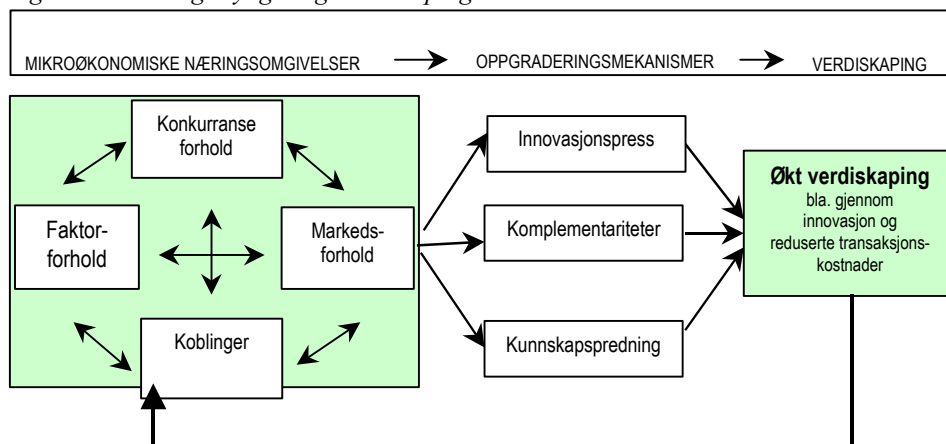 MIKROØKONOMISKE NÆRINGSOMGIVELSER
OPPGRADERINGSMEKANISMER
VERDISKAPING
Konkurranse
forhold
Faktor-
forhold
Markeds-
forhold
Koblinger
Innovasjonspress
Komplementariteter
Kunnskapspredning
Økt verdiskaping
bla. gjennom
innovasjon og
reduserte transaksjons-
kostnader